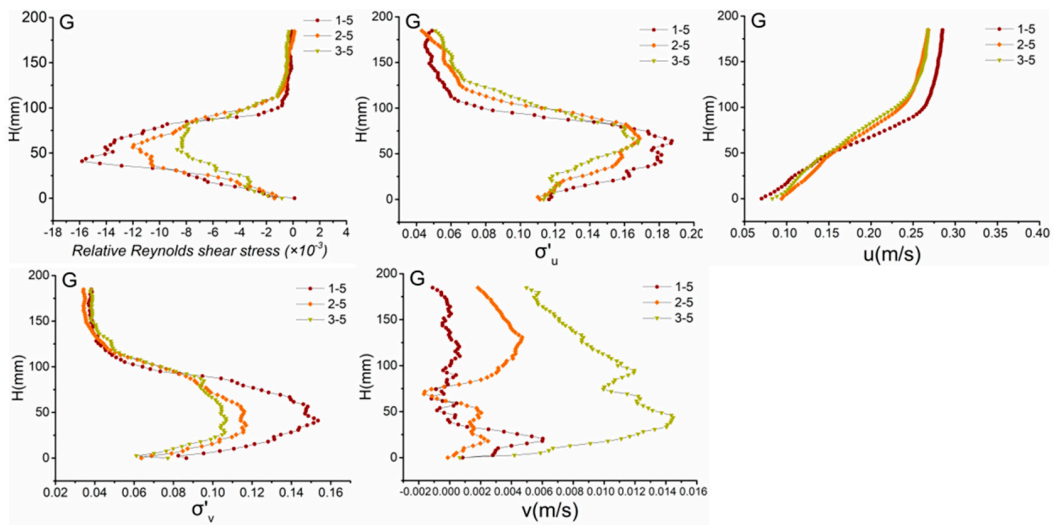 G
1-5
2-5
3-5
200
150
100
50
0
H(mm)
-18 -16 -14 -12 -10 -8 -6 -4 -2 0 2 4
Relative Reynolds shear stress (×10⁻³)
G
1-5
2-5
3-5
200
150
100
50
0
H(mm)
0.04 0.06 0.08 0.10 0.12 0.14 0.16 0.18 0.20
σ'u
1-5
2-5
3-5
200
150
100
50
0
H(mm)
0.05 0.10 0.15 0.20 0.25 0.30 0.35 0.40
u(m/s)
G
1-5
2-5
3-5
200
150
100
50
0
H(mm)
0.02 0.04 0.06 0.08 0.10 0.12 0.14 0.16
σ'v
G
1-5
2-5
3-5
200
150
100
50
0
H(mm)
-0.002 0.000 0.002 0.004 0.006 0.008 0.010 0.012 0.014 0.016
v(m/s)